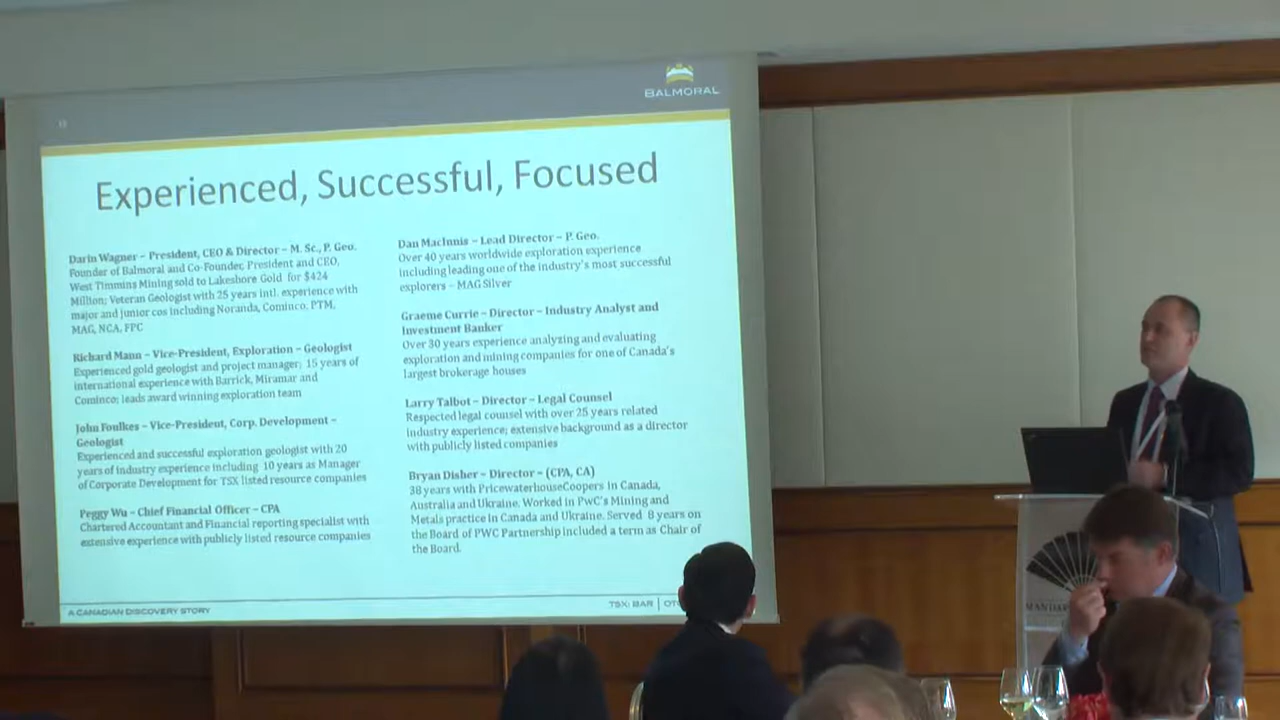 BALMORAL
Experienced, Successful, Focused
Darin Wagner – President, CEO & Director – M. Sc., P. Geo.
Founder of Balmoral and Co-Founder, President and CEO,
West Timmins Mining sold to Lakeshore Gold for $424
Million; Veteran Geologist with 25 years intl. experience with
major and junior cos including Noranda, Cominco, PTM,
MAG, NCA, FPC
Richard Mann – Vice-President, Exploration – Geologist
Experienced gold geologist and project manager; 15 years of
international experience with Barrick, Miramar and
Cominco; leads award winning exploration team
John Foulkes – Vice-President, Corp. Development –
Geologist
Experienced and successful exploration geologist with 20
years of industry experience including 10 years as Manager
of Corporate Development for TSX listed resource companies
Peggy Wu – Chief Financial Officer – CPA
Chartered Accountant and Financial reporting specialist with
extensive experience with publicly listed resource companies
Dan MacInnis – Lead Director – P. Geo.
Over 40 years worldwide exploration experience
including leading one of the industry's most successful
explorers – MAG Silver
Graeme Currie – Director – Industry Analyst and
Investment Banker
Over 30 years experience analyzing and evaluating
exploration and mining companies for one of Canada's
largest brokerage houses
Larry Talbot – Director – Legal Counsel
Respected legal counsel with over 25 years related
industry experience; extensive background as a director
with publicly listed companies
Bryan Disher – Director – (CPA, CA)
38 years with PricewaterhouseCoopers in Canada,
Australia and Ukraine. Worked in PwC's Mining and
Metals practice in Canada and Ukraine. Served 8 years on
the Board of PWC Partnership included a term as Chair of
the Board.
A CANADIAN DISCOVERY STORY
TSX: BAR |